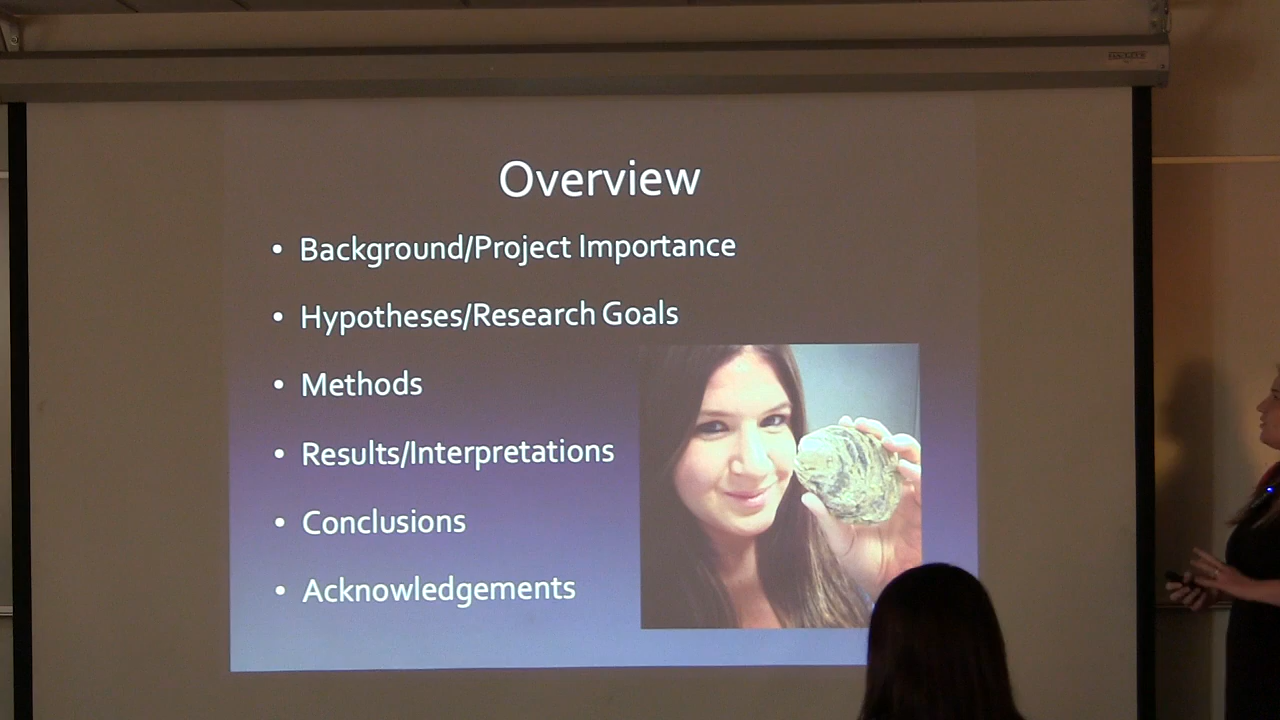 Overview
• Background/Project Importance
• Hypotheses/Research Goals
• Methods
• Results/Interpretations
• Conclusions
• Acknowledgements